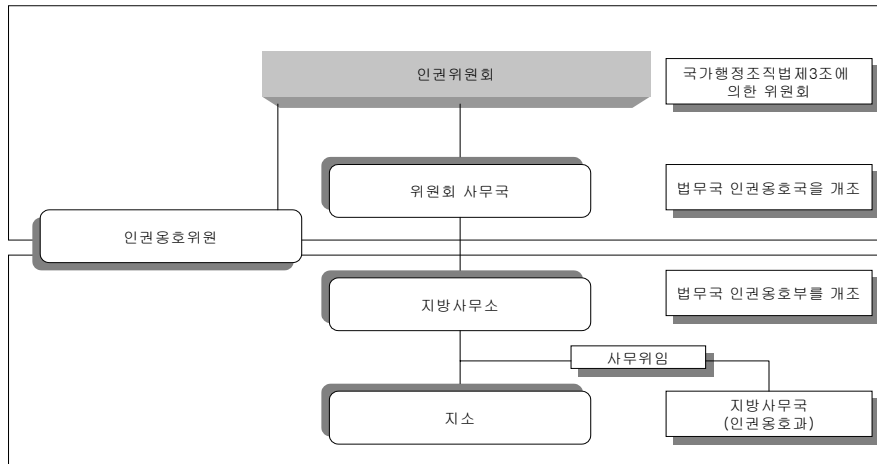 인권위원회
국가행정조직법제3조에
의한 위원회
위원회 사무국
법무국 인권옹호국을 개조
인권옹호위원
지방사무소
법무국 인권옹호부를 개조
사무위임
지소
지방사무국
(인권옹호과)